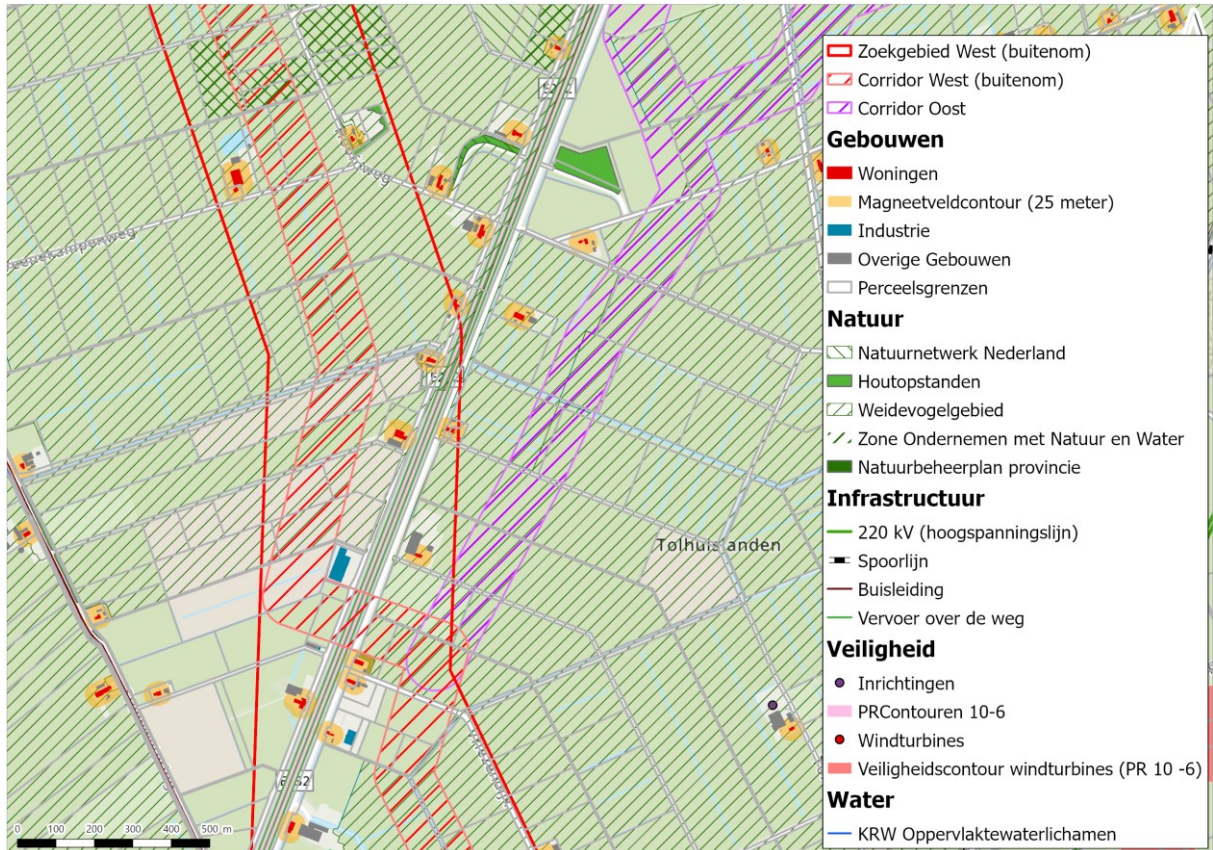 Zoekgebied West (buitenom)
Corridor West (buitenom)
Corridor Oost
Gebouwen
Woningen
Magneetveldcontour (25 meter)
Industrie
Overige Gebouwen
Perceelsgrenzen
Natuur
Natuurnetwerk Nederland
Houtopstanden
Weidevogelgebied
Zone Ondernemen met Natuur en Water
Natuurbeheerplan provincie
Infrastructuur
220 kV (hoogspanningslijn)
Spoorlijn
Buisleiding
Vervoer over de weg
Veiligheid
Inrichtingen
PRContouren 10-6
Windturbines
Veiligheidscontour windturbines (PR 10 -6)
Water
KRW Oppervlaktewaterlichamen
0 100 200 300 400 500 m